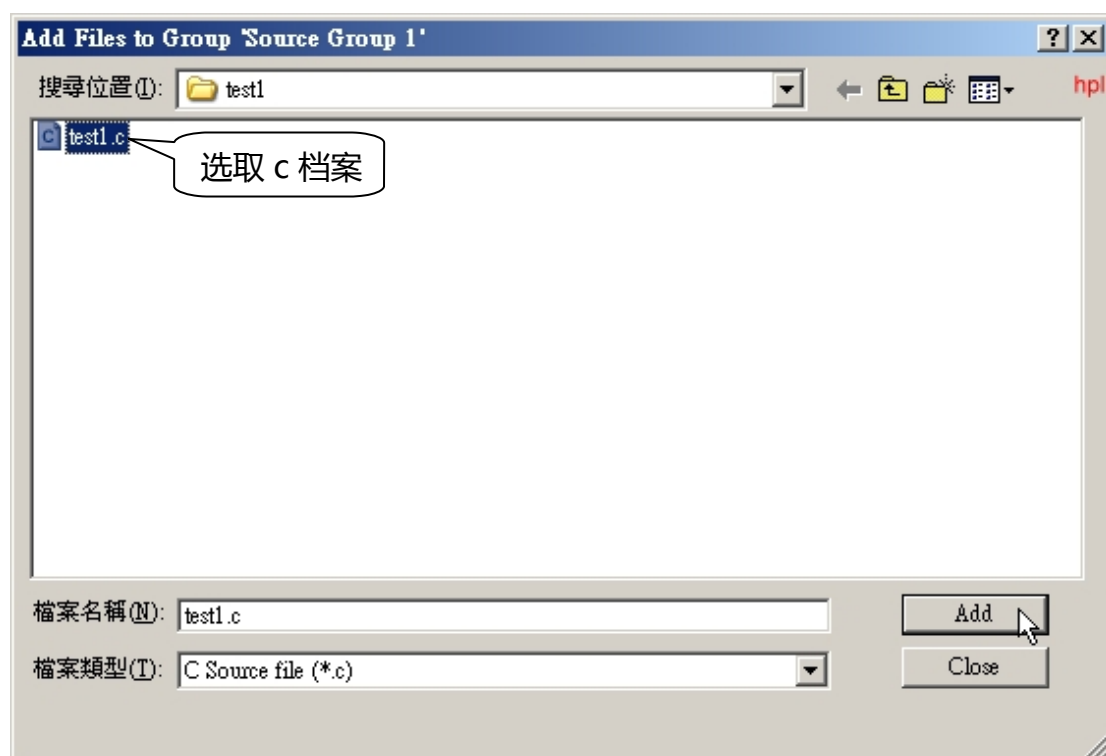 Add Files to Group 'Source Group 1'
搜尋位置(I): test1
hpl
test1.c
选取 c 档案
檔案名稱(N): test1.c
Add
檔案類型(T): C Source file (*.c)
Close